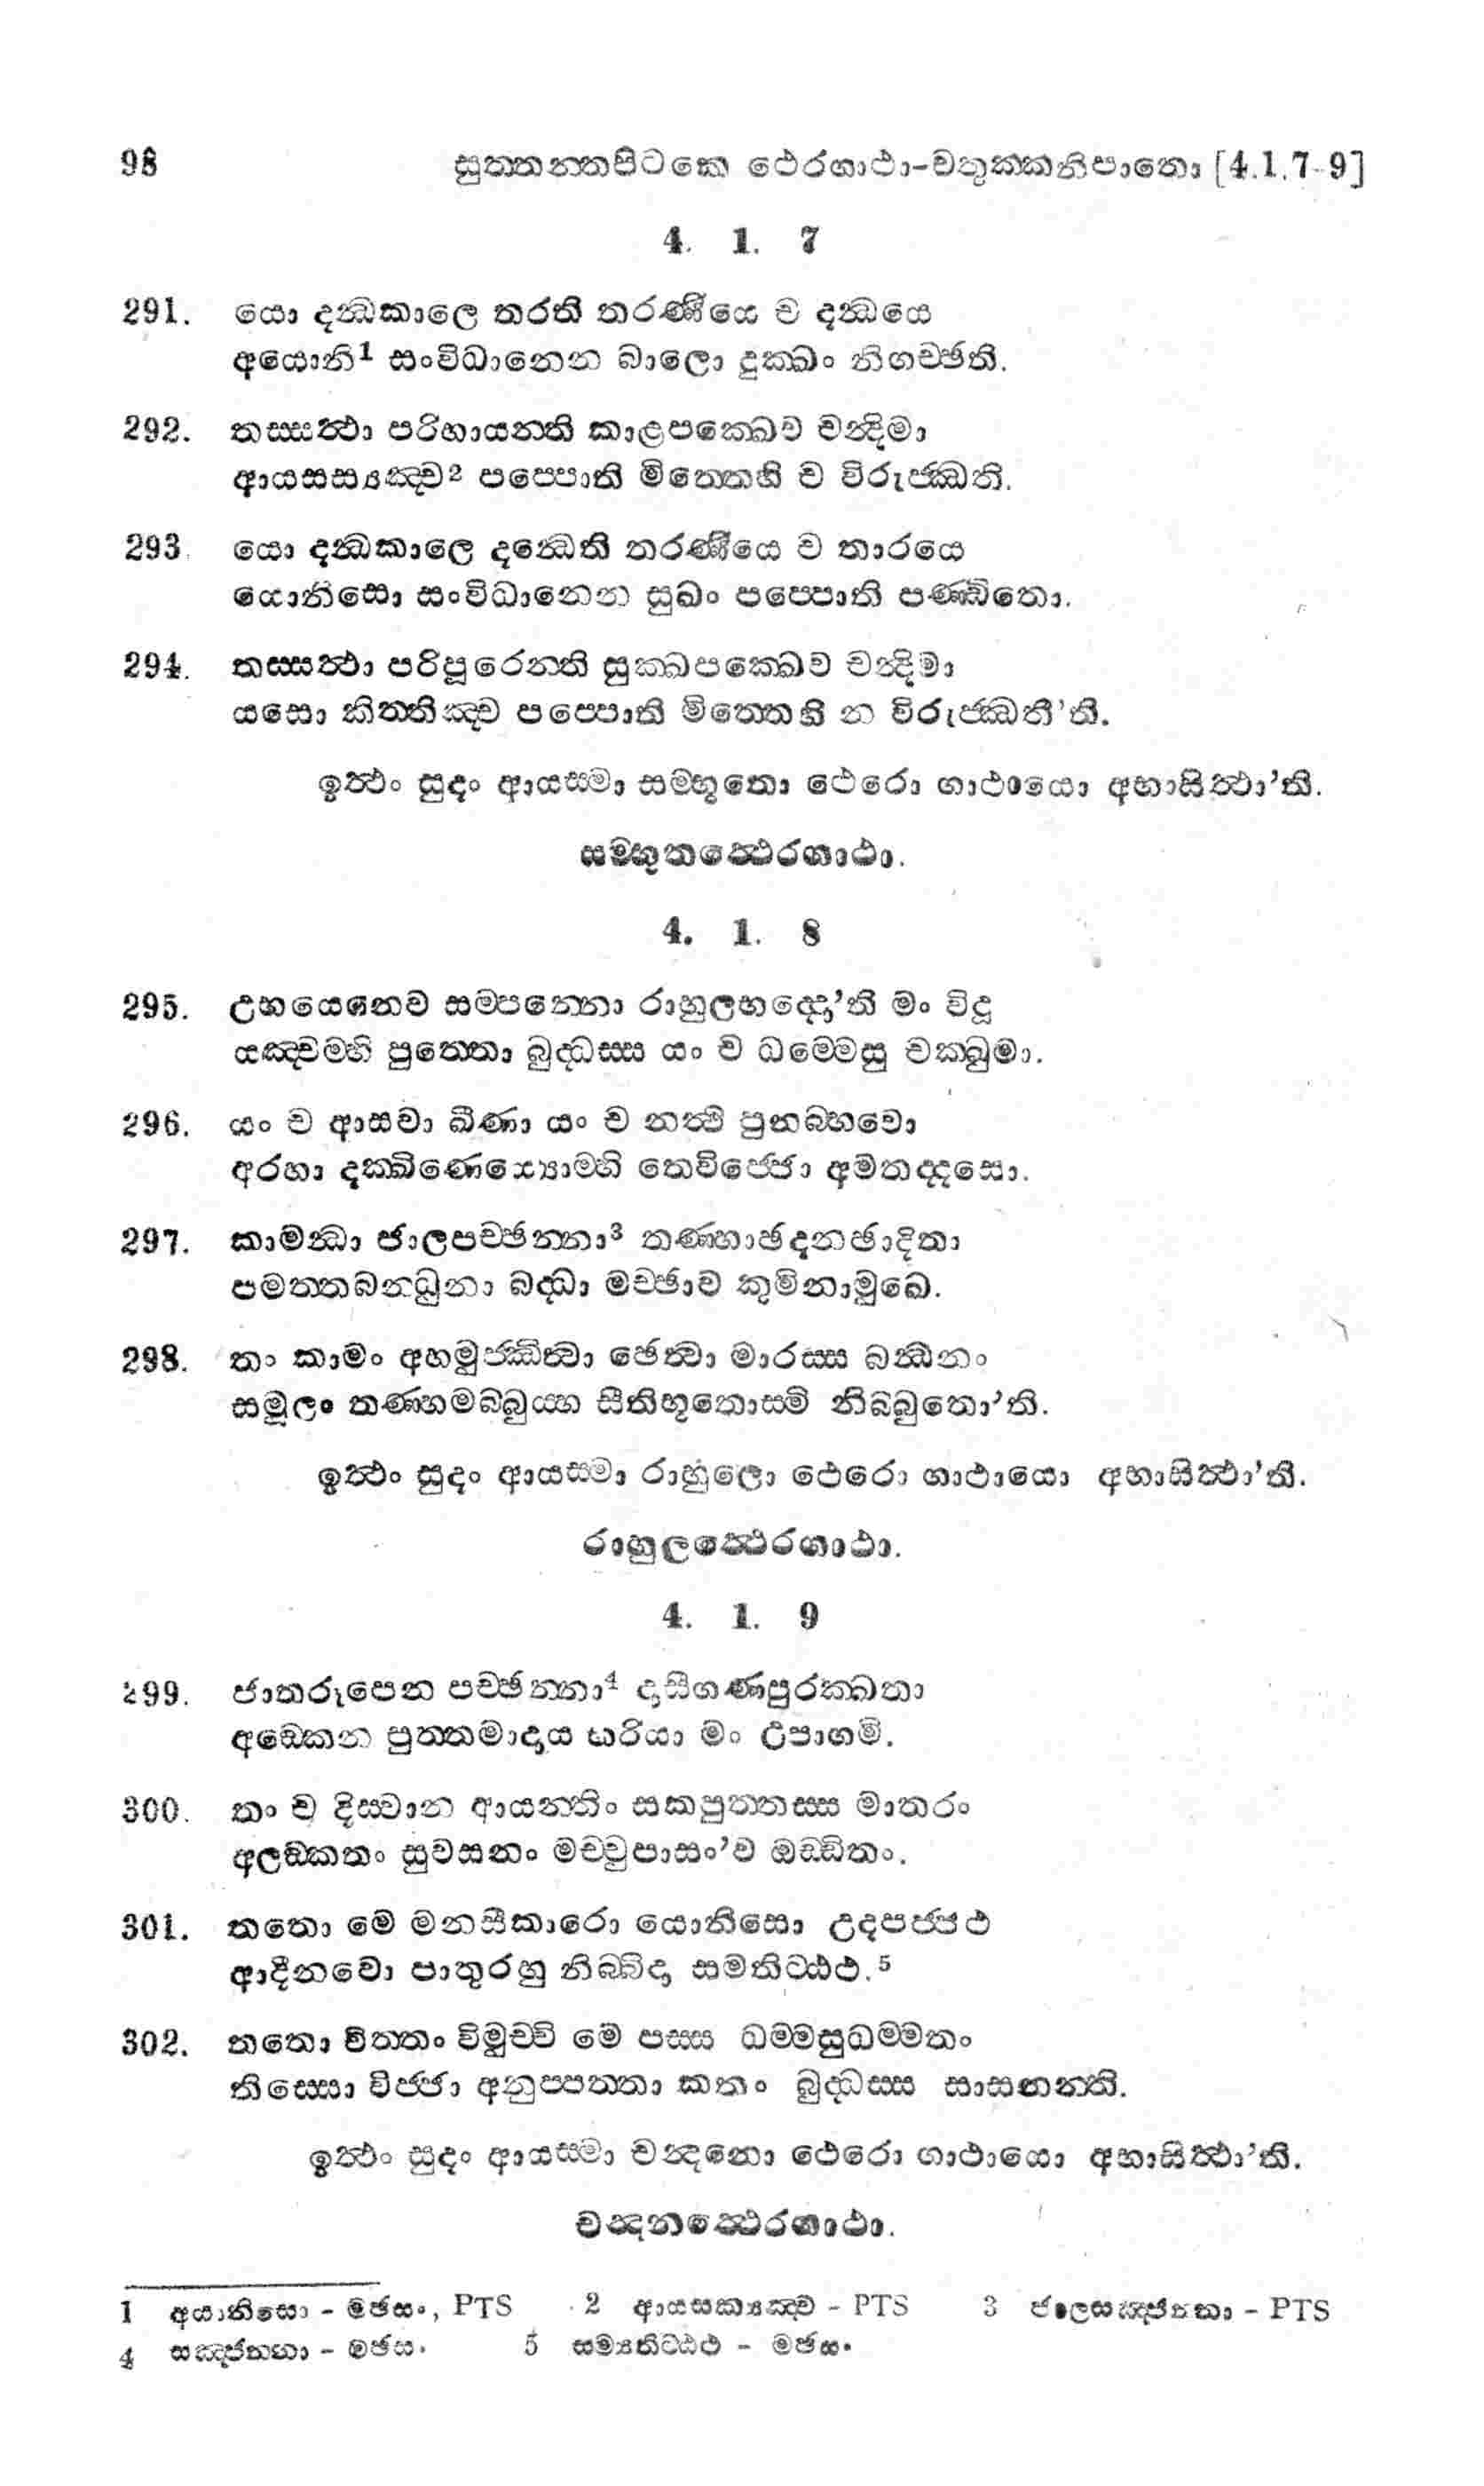 98 සුත්තන්තපිටකෙ ථෙරගාථා-චතුක්කනිපාතො [4.1.7-9]
4. 1. 7
291. යො දන්ධකාලෙ තරති තරණීයෙ ච දන්ධයෙ
අයොනි1 සංවිධානෙන බාලො දුක්ඛං නිගච්ඡති.
292. තස්සත්ථා පරිහායන්ති කාළපක්ඛෙව චන්දිමා
ආයසස්‍යඤ්ච2 පප්පොති මිත්තෙහි ච විරුජ්ඣති.
293. යො දන්ධකාලෙ දන්ධෙති තරණීයෙ ච තාරයෙ
යොනිසො සංවිධානෙන සුඛං පප්පොති පණ්ඩිතො.
294. තස්සත්ථා පරිපූරෙන්ති සුක්ඛපක්ඛෙව චන්දිමා
යසො කිත්තිඤ්ච පප්පොති මිත්තෙහි න විරුජ්ඣතී’ති.
ඉත්ථං සුදං ආයස්මා සම්භූතො ථෙරො ගාථායො අභාසිත්ථා’ති.
සම්භූතත්ථෙරගාථා.
4. 1. 8
295. උභයෙනෙව සම්පන්නො රාහුලභද්දො’ති මං විදූ
යඤ්චම්හි පුත්තො බුද්ධස්ස යං ච ධම්මෙසු චක්ඛුමා.
296. යං ච ආසවා ඛීණා යං ච නත්ථි පුනබ්භවො
අරහා දක්ඛිණෙය්‍යොම්හි තෙවිජ්ජො අමතද්දසො.
297. කාමන්ධා ජාලපච්ඡන්නා3 තණ්හාඡදනඡාදිතා
පමත්තබන්ධුනා බද්ධා මච්ඡාව කුමිනාමුඛෙ.
298. තං කාමං අහමුජ්ඣිත්වා ඡෙත්වා මාරස්ස බන්ධනං
සමූලං තණ්හමබ්බුය්හ සීතිභූතොස්මි නිබ්බුතො’ති.
ඉත්ථං සුදං ආයස්මා රාහුලො ථෙරො ගාථායො අභාසිත්ථා’ති.
රාහුලත්ථෙරගාථා.
4. 1. 9
299. ජාතරූපෙන පච්ඡන්නා4 දාසීගණපුරක්ඛතා
අඞ්කෙන පුත්තමාදාය භරියා මං උපාගමි.
300. තං ච දිස්වාන ආයන්තිං සකපුත්තස්ස මාතරං
අලඞ්කතං සුවසනං මච්චුපාසං’ව ඔඩ්ඩිතං.
301. තතො මෙ මනසීකාරො යොනිසො උදපජ්ජථ
ආදීනවො පාතුරහු නිබ්බිදා සමතිට්ඨථ.5
302. තතො චිත්තං විමුච්චි මෙ පස්ස ධම්මසුධම්මතං
තිස්සො විජ්ජා අනුප්පත්තා කතං බුද්ධස්ස සාසනන්ති.
ඉත්ථං සුදං ආයස්මා චන්දනො ථෙරො ගාථායො අභාසිත්ථා’ති.
චන්දනත්ථෙරගාථා.
1 අයානිසො - මඡසං, PTS 2 ආයසක්‍යඤ්ච - PTS 3 ජාලසඤ්ඡන්නා - PTS
4 සඤ්ඡන්නා - මඡසං 5 සම්‍යතිට්ඨථ - මඡසං